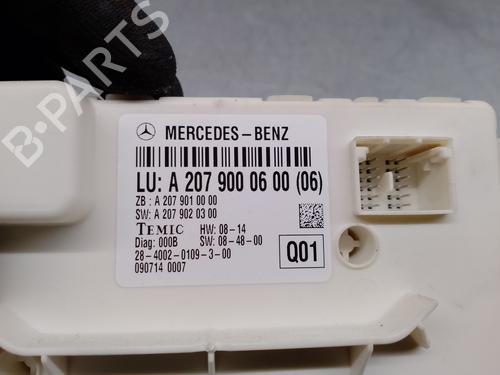 B-PARTS
MERCEDES-BENZ
LU: A 207 900 06 00 (06)
ZB : A 207 901 00 00
SW: A 207 902 03 00
TEMIC HW: 08-14
Diag: 000B SW: 08-48-00
28-4002-0109-3-00
090714 0007
Q01